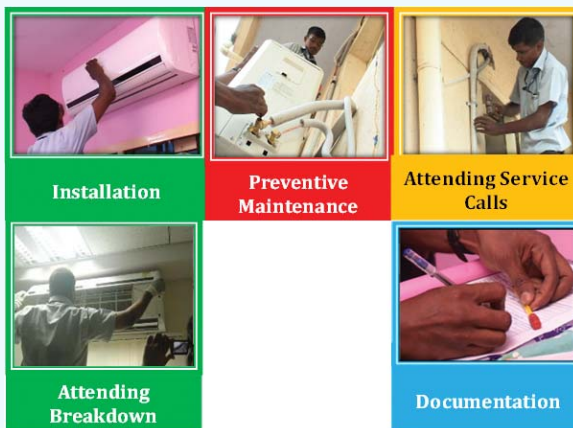 Installation
Preventive
Maintenance
Attending Service
Calls
Attending
Breakdown
Documentation